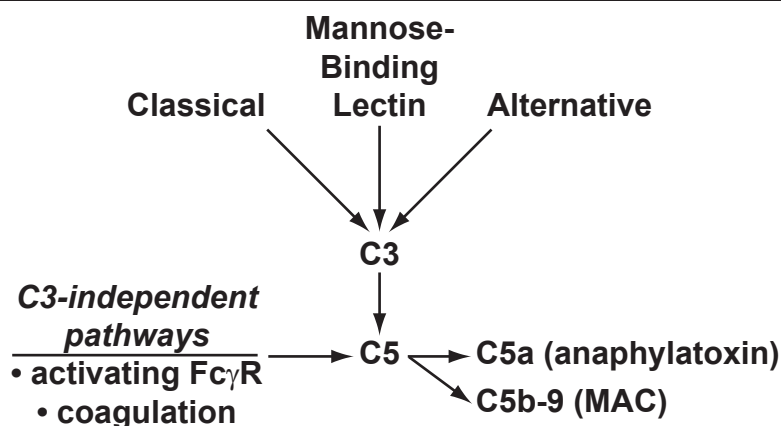 Mannose-
Binding
Classical Lectin Alternative
C3
C3-independent
pathways
• activating FcγR
• coagulation
C5
C5a (anaphylatoxin)
C5b-9 (MAC)